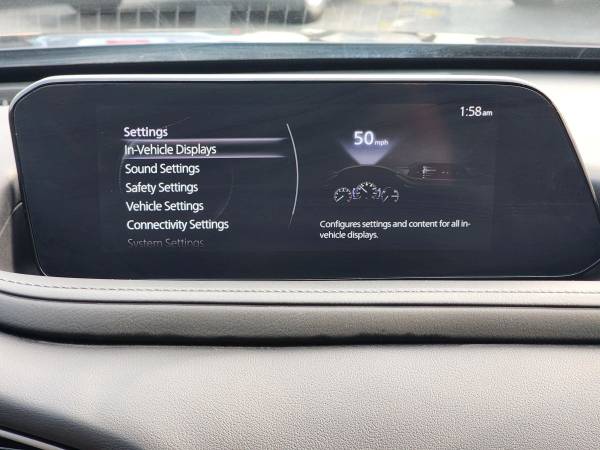 1:58am
Settings
In-Vehicle Displays
Sound Settings
Safety Settings
Vehicle Settings
Connectivity Settings
System Settings
50 mph
Configures settings and content for all in-
vehicle displays.